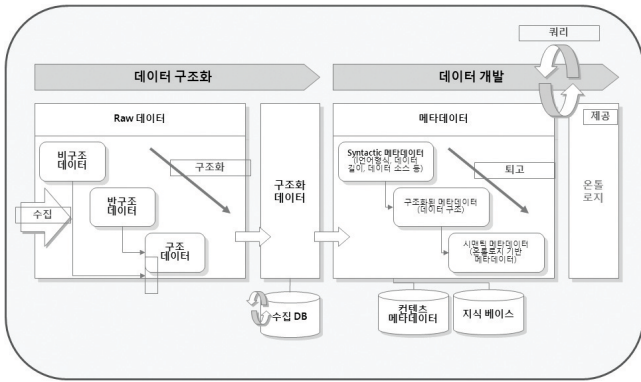 쿼리
데이터 구조화
데이터 개발
Raw 데이터
메타데이터
제공
비구조
데이터
구조화
반구조
데이터
구조
데이터
수집
구조화
데이터
Syntactic 메타데이터
(언어형식, 데이터
길이, 데이터 소스 등)
퇴고
구조화된 메타데이터
(데이터 구조)
시맨틱 메타데이터
(온톨로지 기반
메타데이터)
온톨
로지
수집 DB
컨텐츠
메타데이터
지식 베이스